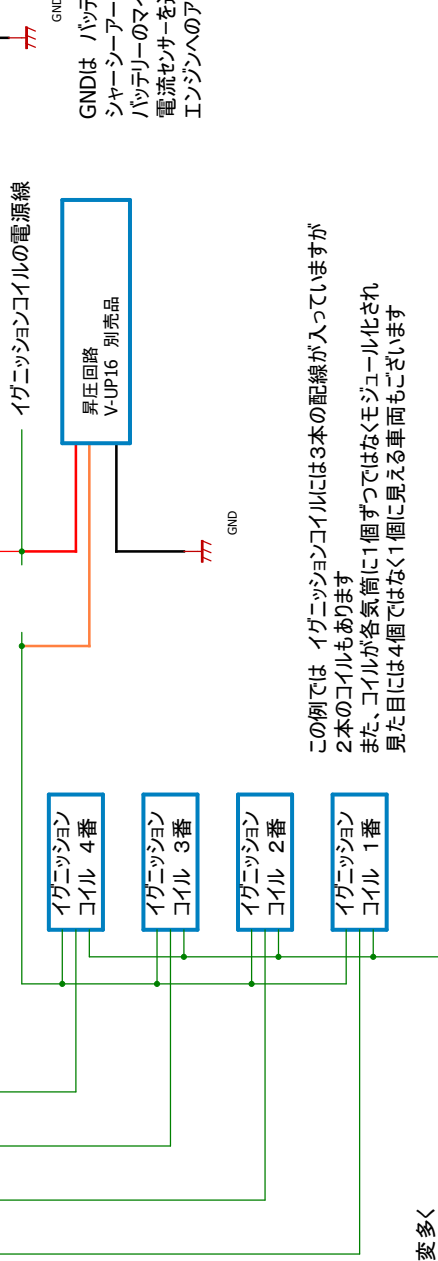 GND
GNDは バッテ
シャーシーアー
バッテリーのマイ
電流センサーを通
エンジンへのア
イグニッションコイルの電源線
昇圧回路
V-UP16 別売品
GND
この例では イグニッションコイルには3本の配線が入っていますが
2本のコイルもあります
また、コイルが各気筒に1個ずつではなくモジュール化され
見た目には4個ではなく1個に見える車両もございます
イグニッション
コイル 4番
イグニッション
コイル 3番
イグニッション
コイル 2番
イグニッション
コイル 1番
変多く